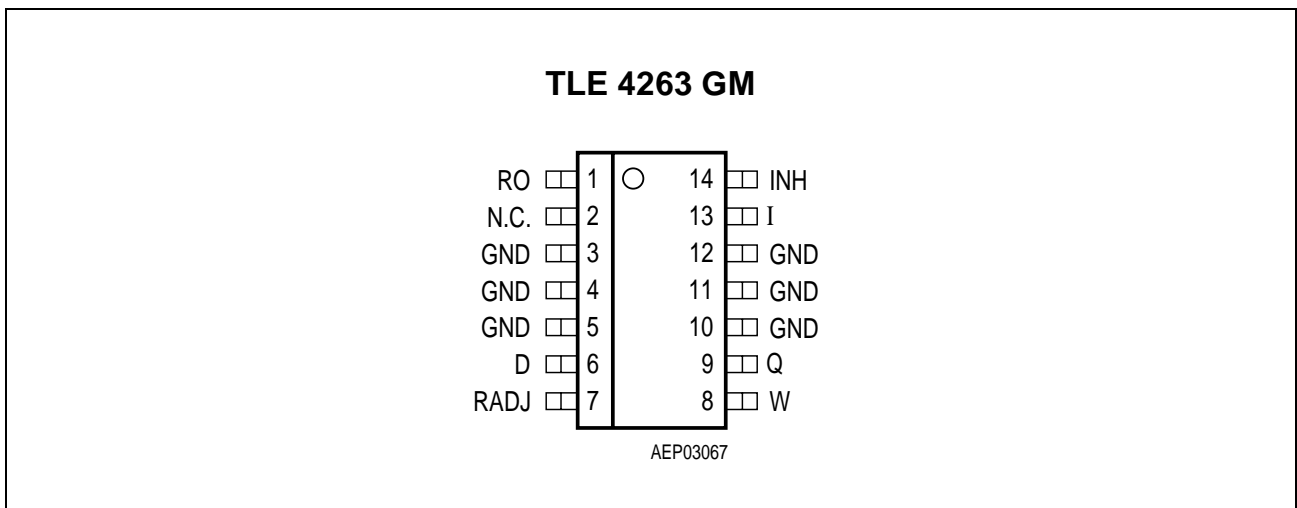 TLE 4263 GM
RO 1 14 INH
N.C. 2 13 I
GND 3 12 GND
GND 4 11 GND
GND 5 10 GND
D 6 9 Q
RADJ 7 8 W
AEP03067